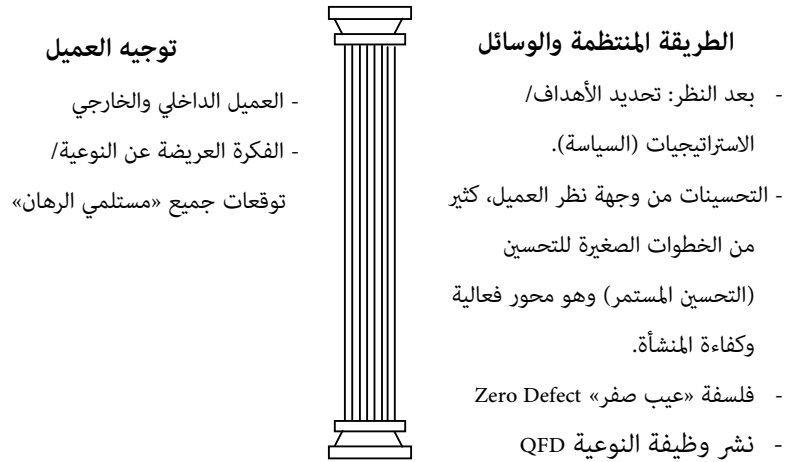 الطريقة المنتظمة والوسائل
- بعد النظر: تحديد الأهداف/
الاستراتيجيات (السياسة).
- التحسينات من وجهة نظر العميل، كثير
من الخطوات الصغيرة للتحسين
(التحسين المستمر) وهو محور فعالية
وكفاءة المنشأة.
- فلسفة «عيب صفر» Zero Defect
- نشر وظيفة النوعية QFD
توجيه العميل
- العميل الداخلي والخارجي
- الفكرة العريضة عن النوعية/
توقعات جميع «مستلمي الرهان»